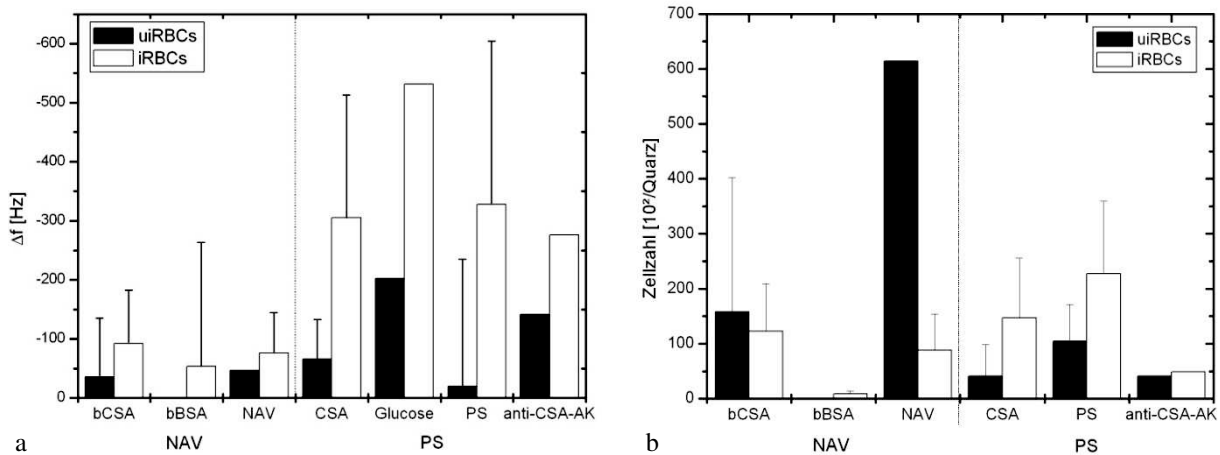 uiRBCs
iRBCs
Δf [Hz]
-600
-500
-400
-300
-200
-100
0
bCSA bBSA NAV CSA Glucose PS anti-CSA-AK
NAV PS
a
uiRBCs
iRBCs
Zellzahl [10²/Quarz]
700
600
500
400
300
200
100
0
bCSA bBSA NAV CSA PS anti-CSA-AK
NAV PS
b